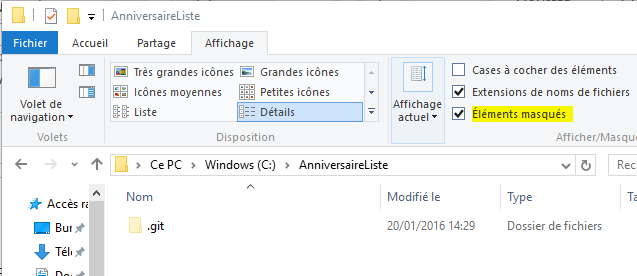 AnniversaireListe
Fichier Accueil Partage Affichage
Très grandes icônes Grandes icônes Cases à cocher des éléments
Icônes moyennes Petites icônes Extensions de noms de fichiers
Volet de navigation Liste Détails Affichage actuel Éléments masqués
Volets Disposition Afficher/Masqu
Ce PC Windows (C:) AnniversaireListe Rec
Accès ra Nom Modifié le Type Ta
Bur .git 20/01/2016 14:29 Dossier de fichiers
Télé